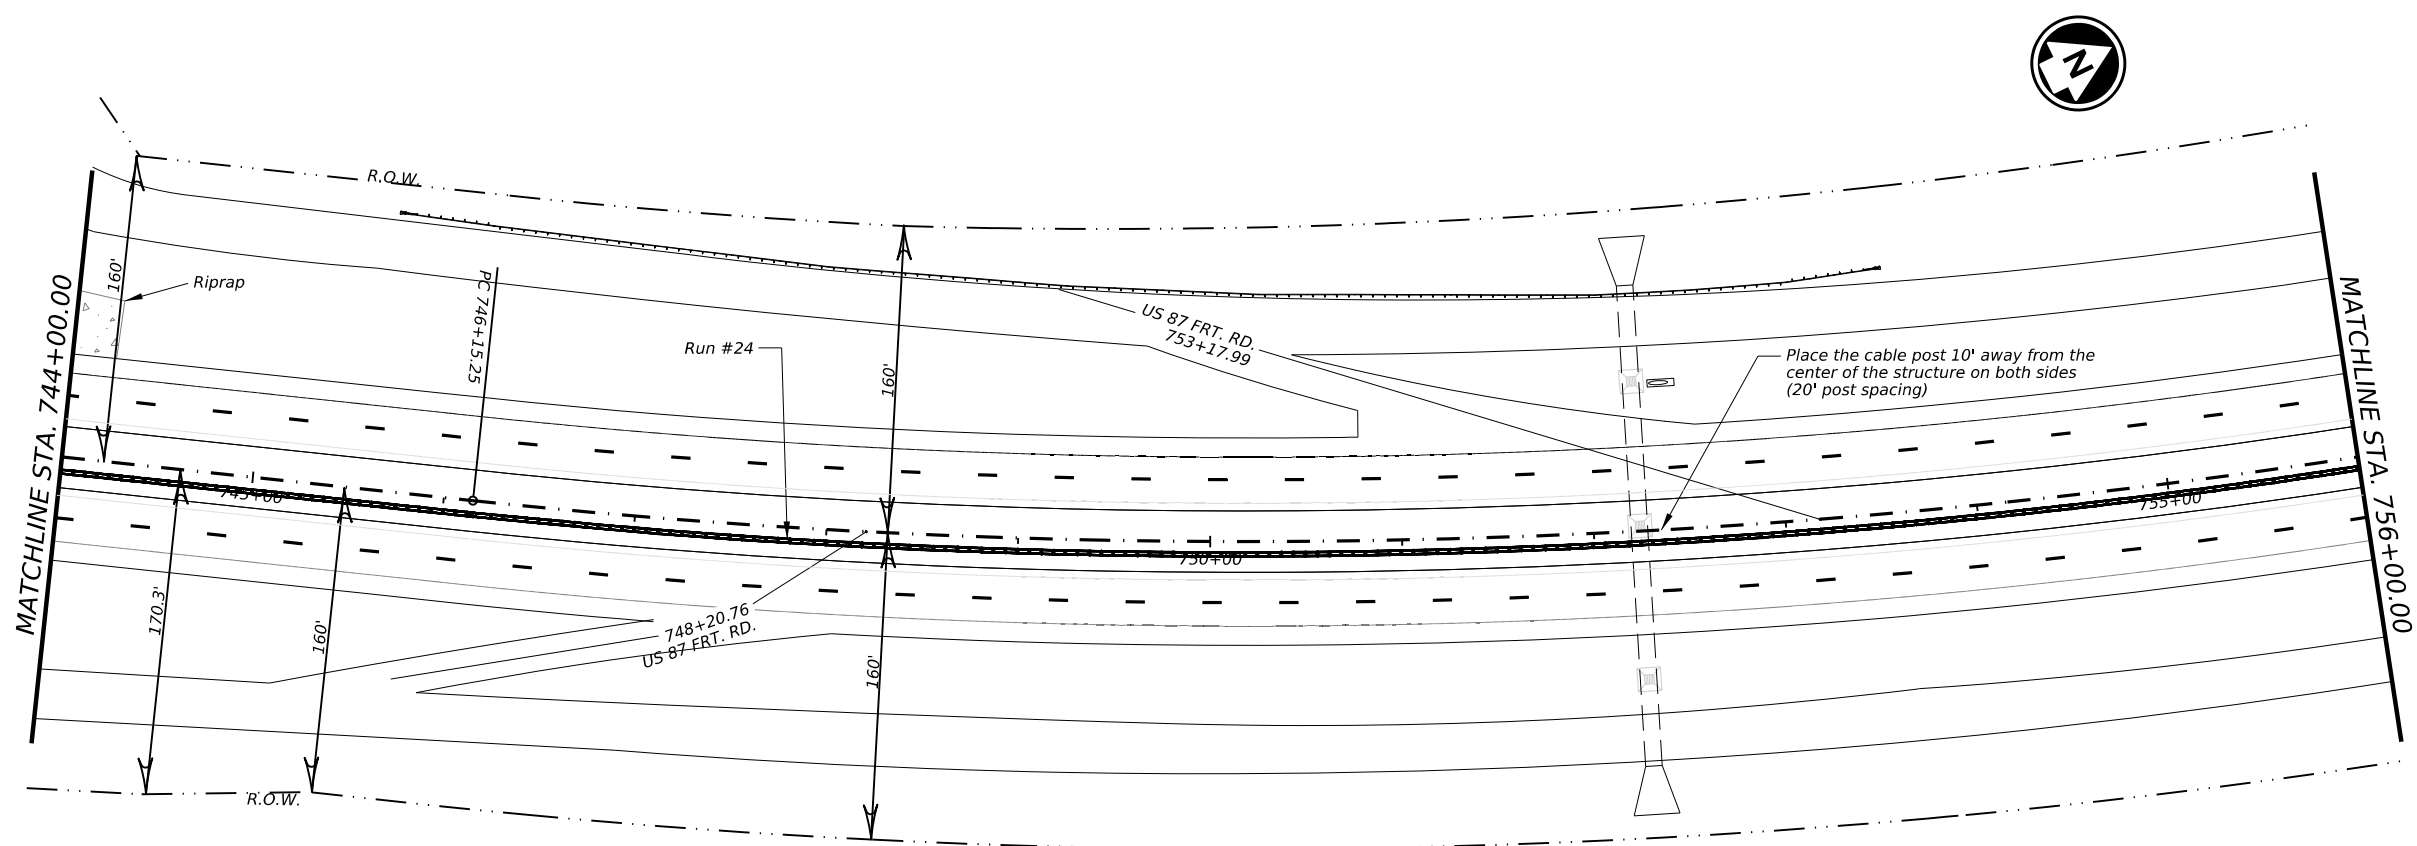 N
R.O.W.
MATCHLINE STA. 744+00.00
160'
Riprap
PC 746+15.25
Run #24
160'
US 87 FRT. RD.
753+17.99
Place the cable post 10' away from the
center of the structure on both sides
(20' post spacing)
MATCHLINE STA. 756+00.00
745+00
750+00
755+00
170.3'
160'
748+20.76
US 87 FRT. RD.
160'
R.O.W.